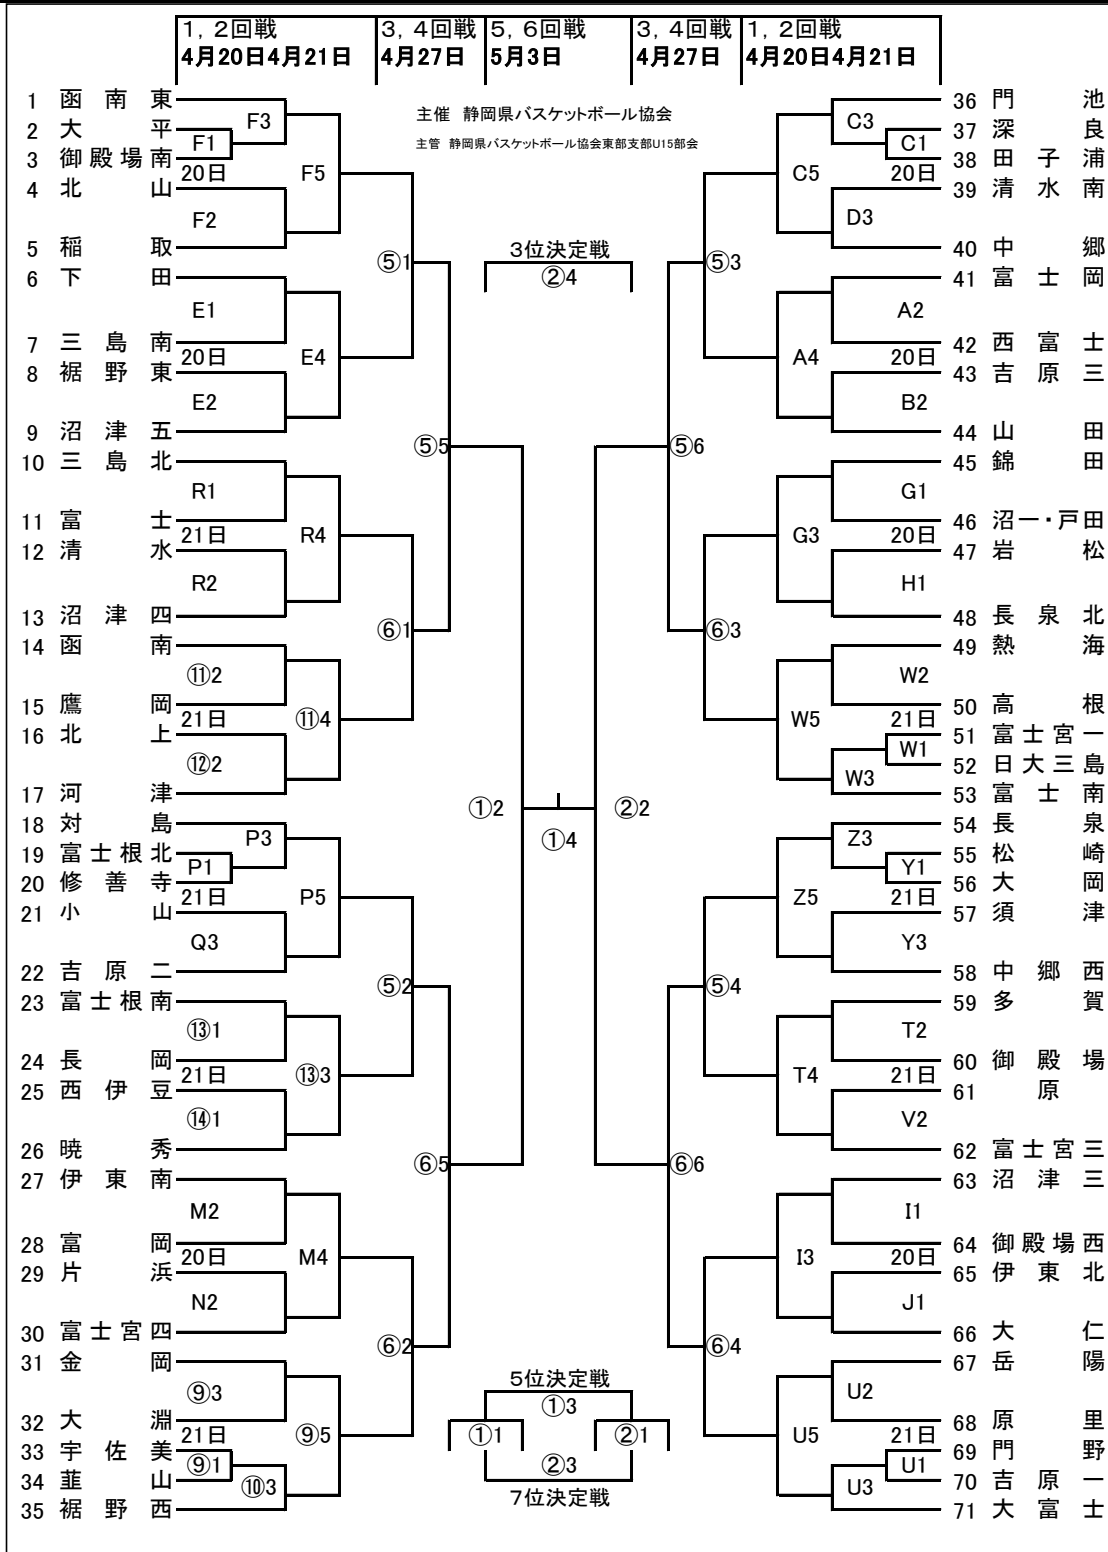 1，2回戦 3，4回戦 5，6回戦 3，4回戦 1，2回戦
4月20日4月21日 4月27日 5月3日 4月27日 4月20日4月21日
主催 静岡県バスケットボール協会
主管 静岡県バスケットボール協会東部支部U15部会
1 函南東 F3 C3 36 門池
2 大平 F1 C1 37 深良
3 御殿場南 38 田子浦
20日 F5 C5 20日
4 北山 39 清水南
F2 D3
5 稲取 40 中郷
⑤1 3位決定戦 ⑤3
6 下田 ②4 41 富士岡
E1 A2
7 三島南 42 西富士
20日 E4 A4 20日
8 裾野東 43 吉原三
E2 B2
9 沼津五 44 山田
⑤5 ⑤6
10 三島北 45 錦田
R1 G1
11 富士 46 沼一・戸田
21日 R4 G3 20日
12 清水 47 岩松
R2 H1
13 沼津四 48 長泉北
⑥1 ⑥3
14 函南 49 熱海
⑪2 W2
15 鷹岡 50 高根
21日 ⑪4 W5 21日
16 北上 51 富士宮一
⑫2 W1
52 日大三島
W3
17 河津 53 富士南
①2 ①4 ②2
18 対島 54 長泉
P3 Z3
19 富士根北 55 松崎
P1 Y1
20 修善寺 56 大岡
21日 P5 Z5 21日
21 小山 57 須津
Q3 Y3
22 吉原二 58 中郷西
⑤2 ⑤4
23 富士根南 59 多賀
⑬1 T2
24 長岡 60 御殿場
21日 ⑬3 T4 21日
25 西伊豆 61 原
⑭1 V2
26 暁秀 62 富士宮三
⑥5 ⑥6
27 伊東南 63 沼津三
M2 I1
28 富岡 64 御殿場西
20日 M4 I3 20日
29 片浜 65 伊東北
N2 J1
30 富士宮四 66 大仁
⑥2 ⑥4
31 金岡 67 岳陽
5位決定戦
⑨3 ①3 U2
32 大淵 68 原里
21日 ⑨5 ①1 ②1 U5 21日
33 宇佐美 69 門野
⑨1 ②3 U1
34 韮山 70 吉原一
⑩3 7位決定戦 U3
35 裾野西 71 大富士